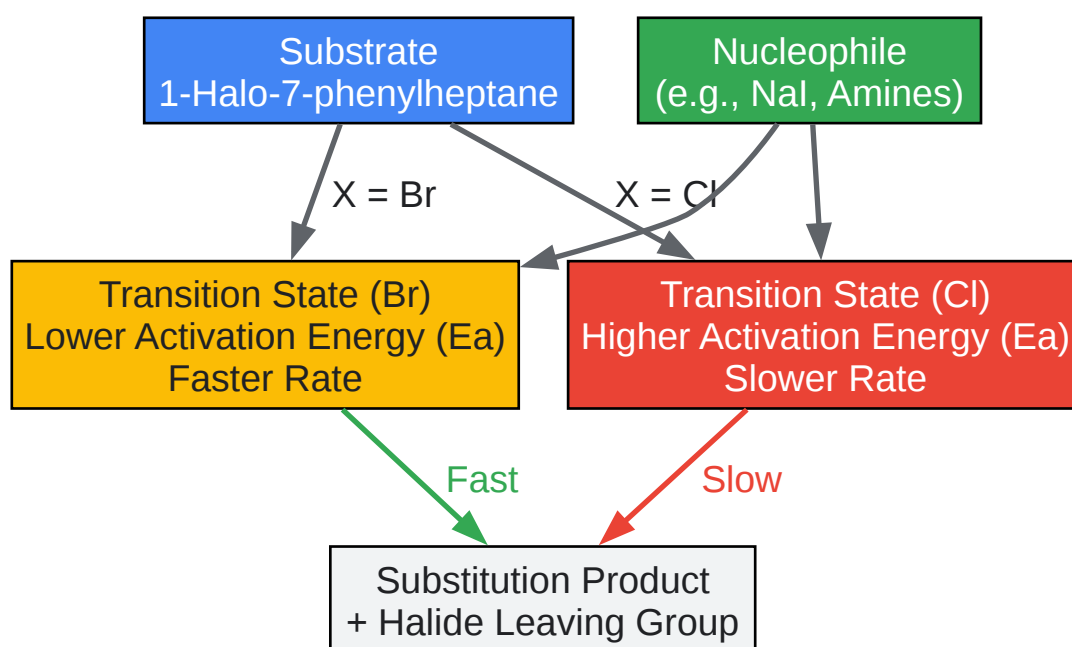 Substrate
1-Halo-7-phenylheptane
Nucleophile
(e.g., NaI, Amines)
X = Br
X = Cl
Transition State (Br)
Lower Activation Energy (Ea)
Faster Rate
Transition State (Cl)
Higher Activation Energy (Ea)
Slower Rate
Fast
Slow
Substitution Product
+ Halide Leaving Group